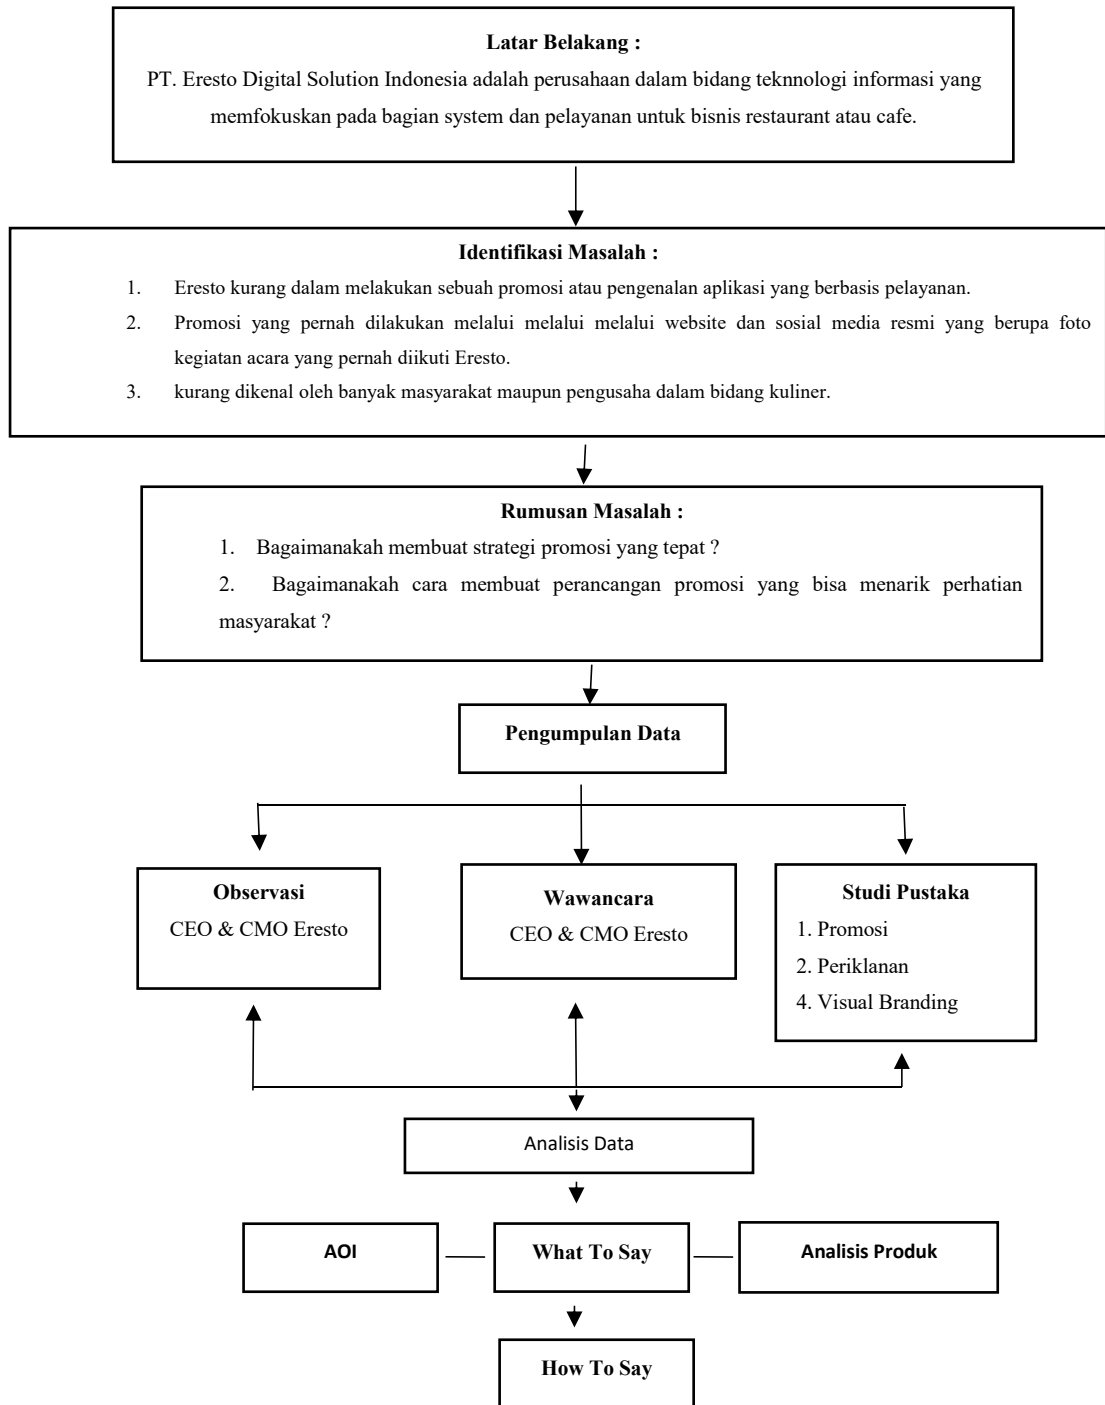 Latar Belakang :
PT. Eresto Digital Solution Indonesia adalah perusahaan dalam bidang teknnologi informasi yang
memfokuskan pada bagian system dan pelayanan untuk bisnis restaurant atau cafe.
Identifikasi Masalah :
1. Eresto kurang dalam melakukan sebuah promosi atau pengenalan aplikasi yang berbasis pelayanan.
2. Promosi yang pernah dilakukan melalui melalui melalui website dan sosial media resmi yang berupa foto
kegiatan acara yang pernah diikuti Eresto.
3. kurang dikenal oleh banyak masyarakat maupun pengusaha dalam bidang kuliner.
Rumusan Masalah :
1. Bagaimanakah membuat strategi promosi yang tepat ?
2. Bagaimanakah cara membuat perancangan promosi yang bisa menarik perhatian
masyarakat ?
Pengumpulan Data
Observasi
CEO & CMO Eresto
Wawancara
CEO & CMO Eresto
Studi Pustaka
1. Promosi
2. Periklanan
4. Visual Branding
Analisis Data
AOI
What To Say
Analisis Produk
How To Say